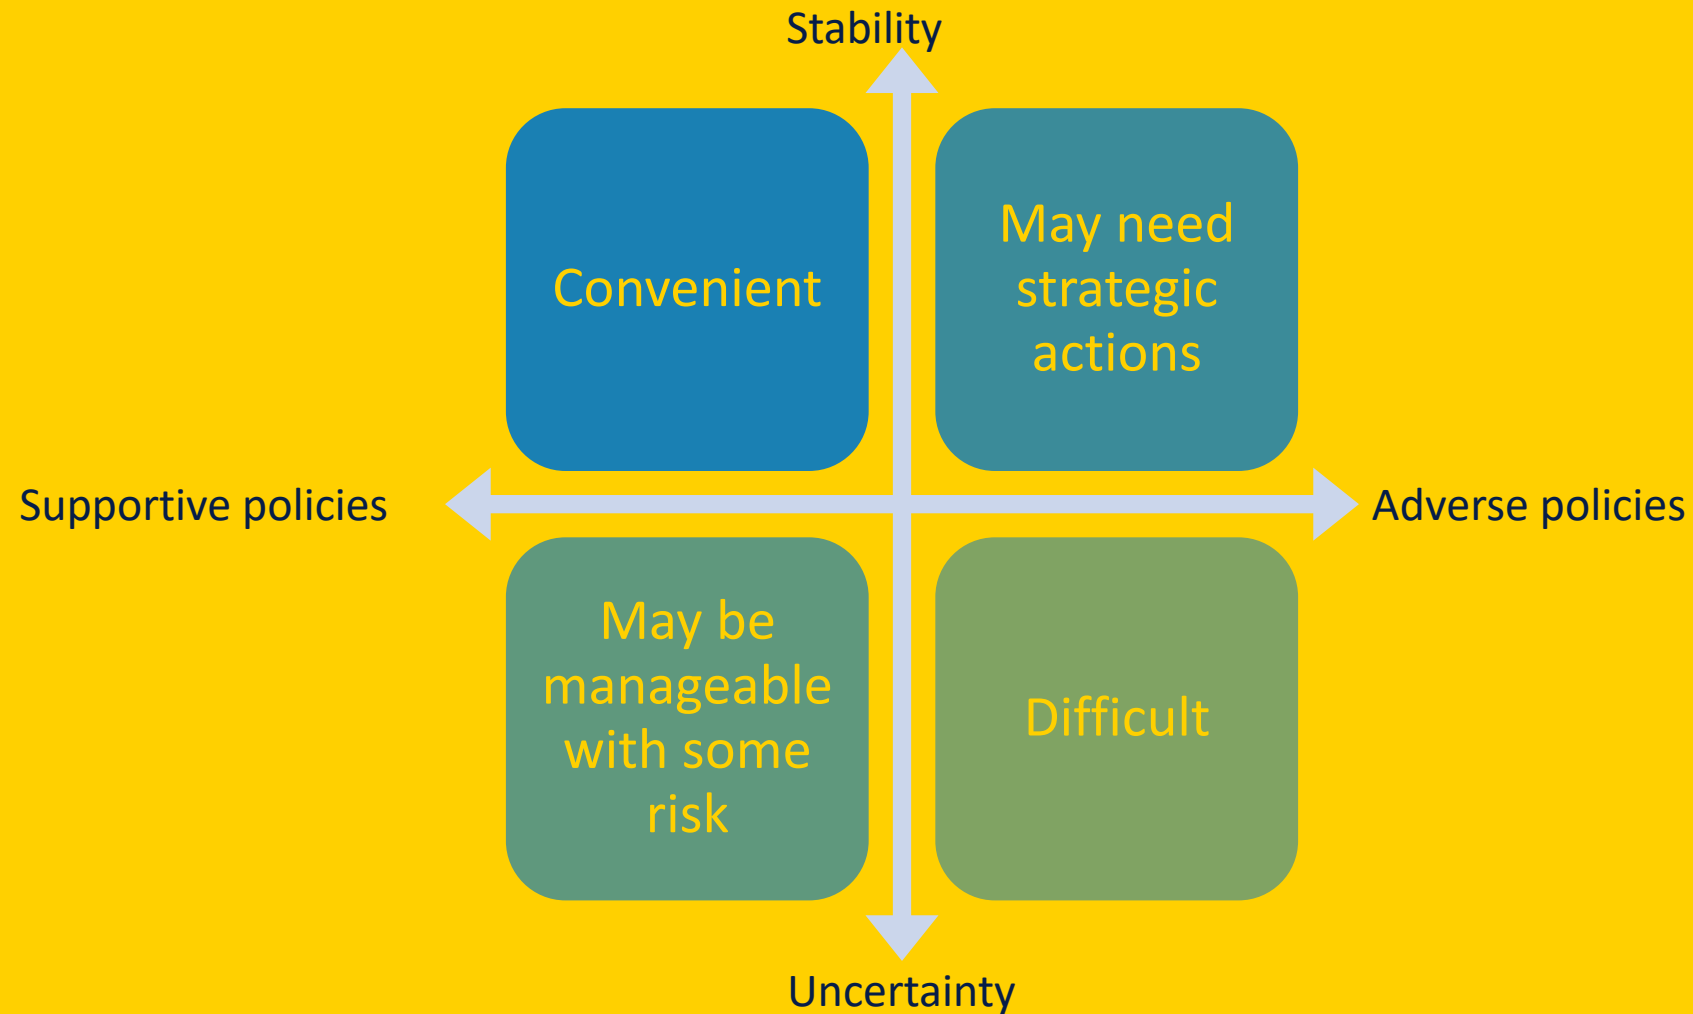 Stability
Convenient
May need
strategic
actions
Supportive policies
Adverse policies
May be
manageable
with some
risk
Difficult
Uncertainty